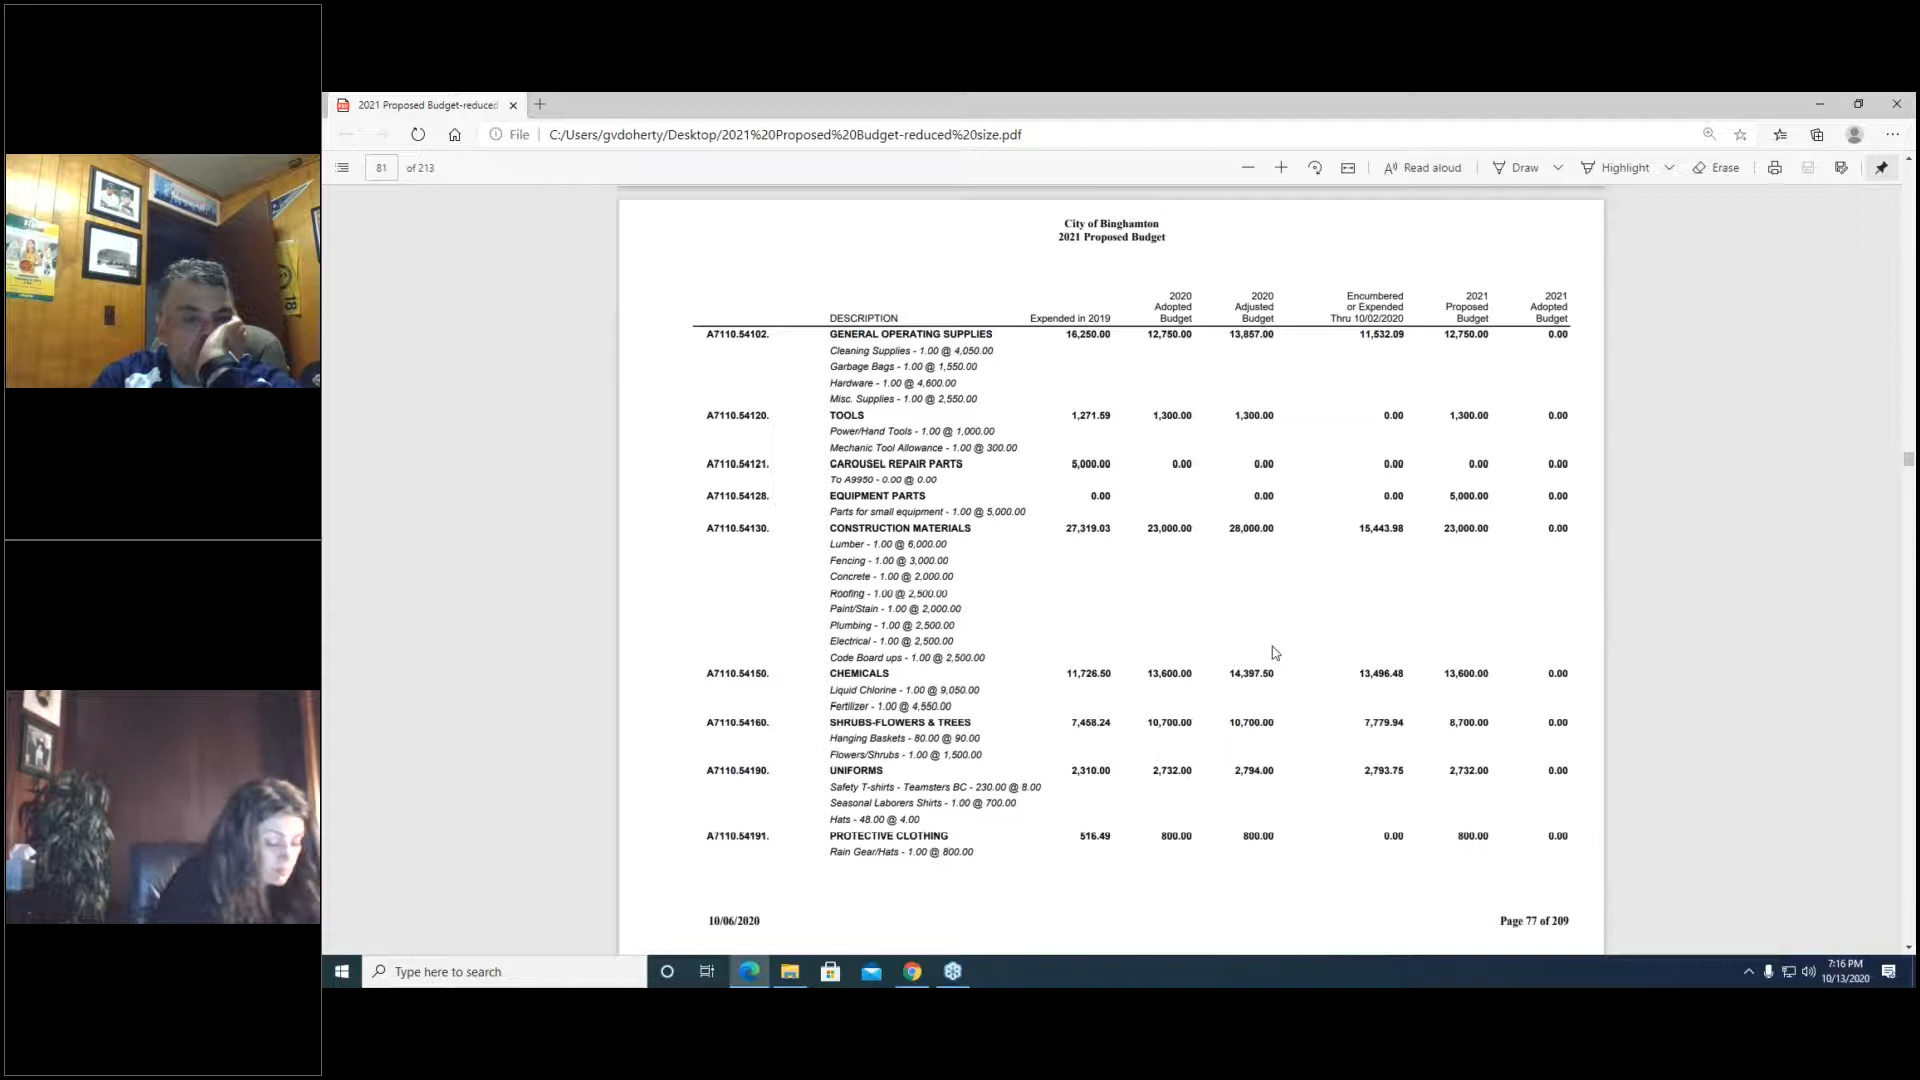 2021 Proposed Budget-reduced
File C:/Users/gvdoherty/Desktop/2021%20Proposed%20Budget-reduced%20size.pdf
81 of 213 Read aloud Draw Highlight Erase
City of Binghamton
2021 Proposed Budget
2020 2020 Encumbered 2021 2021
Adopted Adjusted or Expended Proposed Adopted
DESCRIPTION Expended in 2019 Budget Budget Thru 10/02/2020 Budget Budget
A7110.54102. GENERAL OPERATING SUPPLIES 16,250.00 12,750.00 13,857.00 11,532.09 12,750.00 0.00
Cleaning Supplies - 1.00 @ 4,050.00
Garbage Bags - 1.00 @ 1,550.00
Hardware - 1.00 @ 4,600.00
Misc. Supplies - 1.00 @ 2,550.00
A7110.54120. TOOLS 1,271.59 1,300.00 1,300.00 0.00 1,300.00 0.00
Power/Hand Tools - 1.00 @ 1,000.00
Mechanic Tool Allowance - 1.00 @ 300.00
A7110.54121. CAROUSEL REPAIR PARTS 5,000.00 0.00 0.00 0.00 0.00 0.00
To A9950 - 0.00 @ 0.00
A7110.54128. EQUIPMENT PARTS 0.00 0.00 0.00 5,000.00 0.00
Parts for small equipment - 1.00 @ 5,000.00
A7110.54130. CONSTRUCTION MATERIALS 27,319.03 23,000.00 28,000.00 15,443.98 23,000.00 0.00
Lumber - 1.00 @ 6,000.00
Fencing - 1.00 @ 3,000.00
Concrete - 1.00 @ 2,000.00
Roofing - 1.00 @ 2,500.00
Paint/Stain - 1.00 @ 2,000.00
Plumbing - 1.00 @ 2,500.00
Electrical - 1.00 @ 2,500.00
Code Board ups - 1.00 @ 2,500.00
A7110.54150. CHEMICALS 11,726.50 13,600.00 14,397.50 13,496.48 13,600.00 0.00
Liquid Chlorine - 1.00 @ 9,050.00
Fertilizer - 1.00 @ 4,550.00
A7110.54160. SHRUBS-FLOWERS & TREES 7,458.24 10,700.00 10,700.00 7,779.94 8,700.00 0.00
Hanging Baskets - 80.00 @ 90.00
Flowers/Shrubs - 1.00 @ 1,500.00
A7110.54190. UNIFORMS 2,310.00 2,732.00 2,794.00 2,793.75 2,732.00 0.00
Safety T-shirts - Teamsters BC - 230.00 @ 8.00
Seasonal Laborers Shirts - 1.00 @ 700.00
Hats - 48.00 @ 4.00
A7110.54191. PROTECTIVE CLOTHING 516.49 800.00 800.00 0.00 800.00 0.00
Rain Gear/Hats - 1.00 @ 800.00
10/06/2020 Page 77 of 209
Type here to search
7:16 PM
10/13/2020